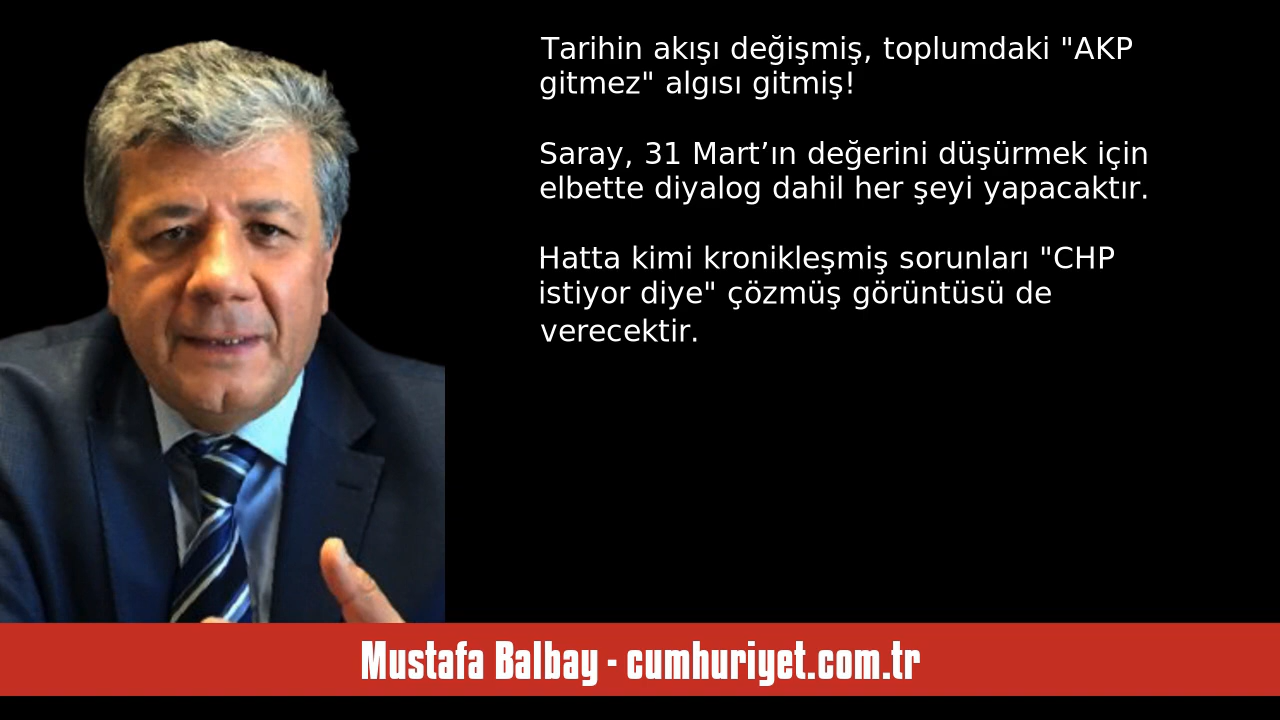 Tarihin akışı değişmiş, toplumdaki "AKP
gitmez" algısı gitmiş!
Saray, 31 Mart’ın değerini düşürmek için
elbette diyalog dahil her şeyi yapacaktır.
Hatta kimi kronikleşmiş sorunları "CHP
istiyor diye" çözmüş görüntüsü de
verecektir.
Mustafa Balbay - cumhuriyet.com.tr